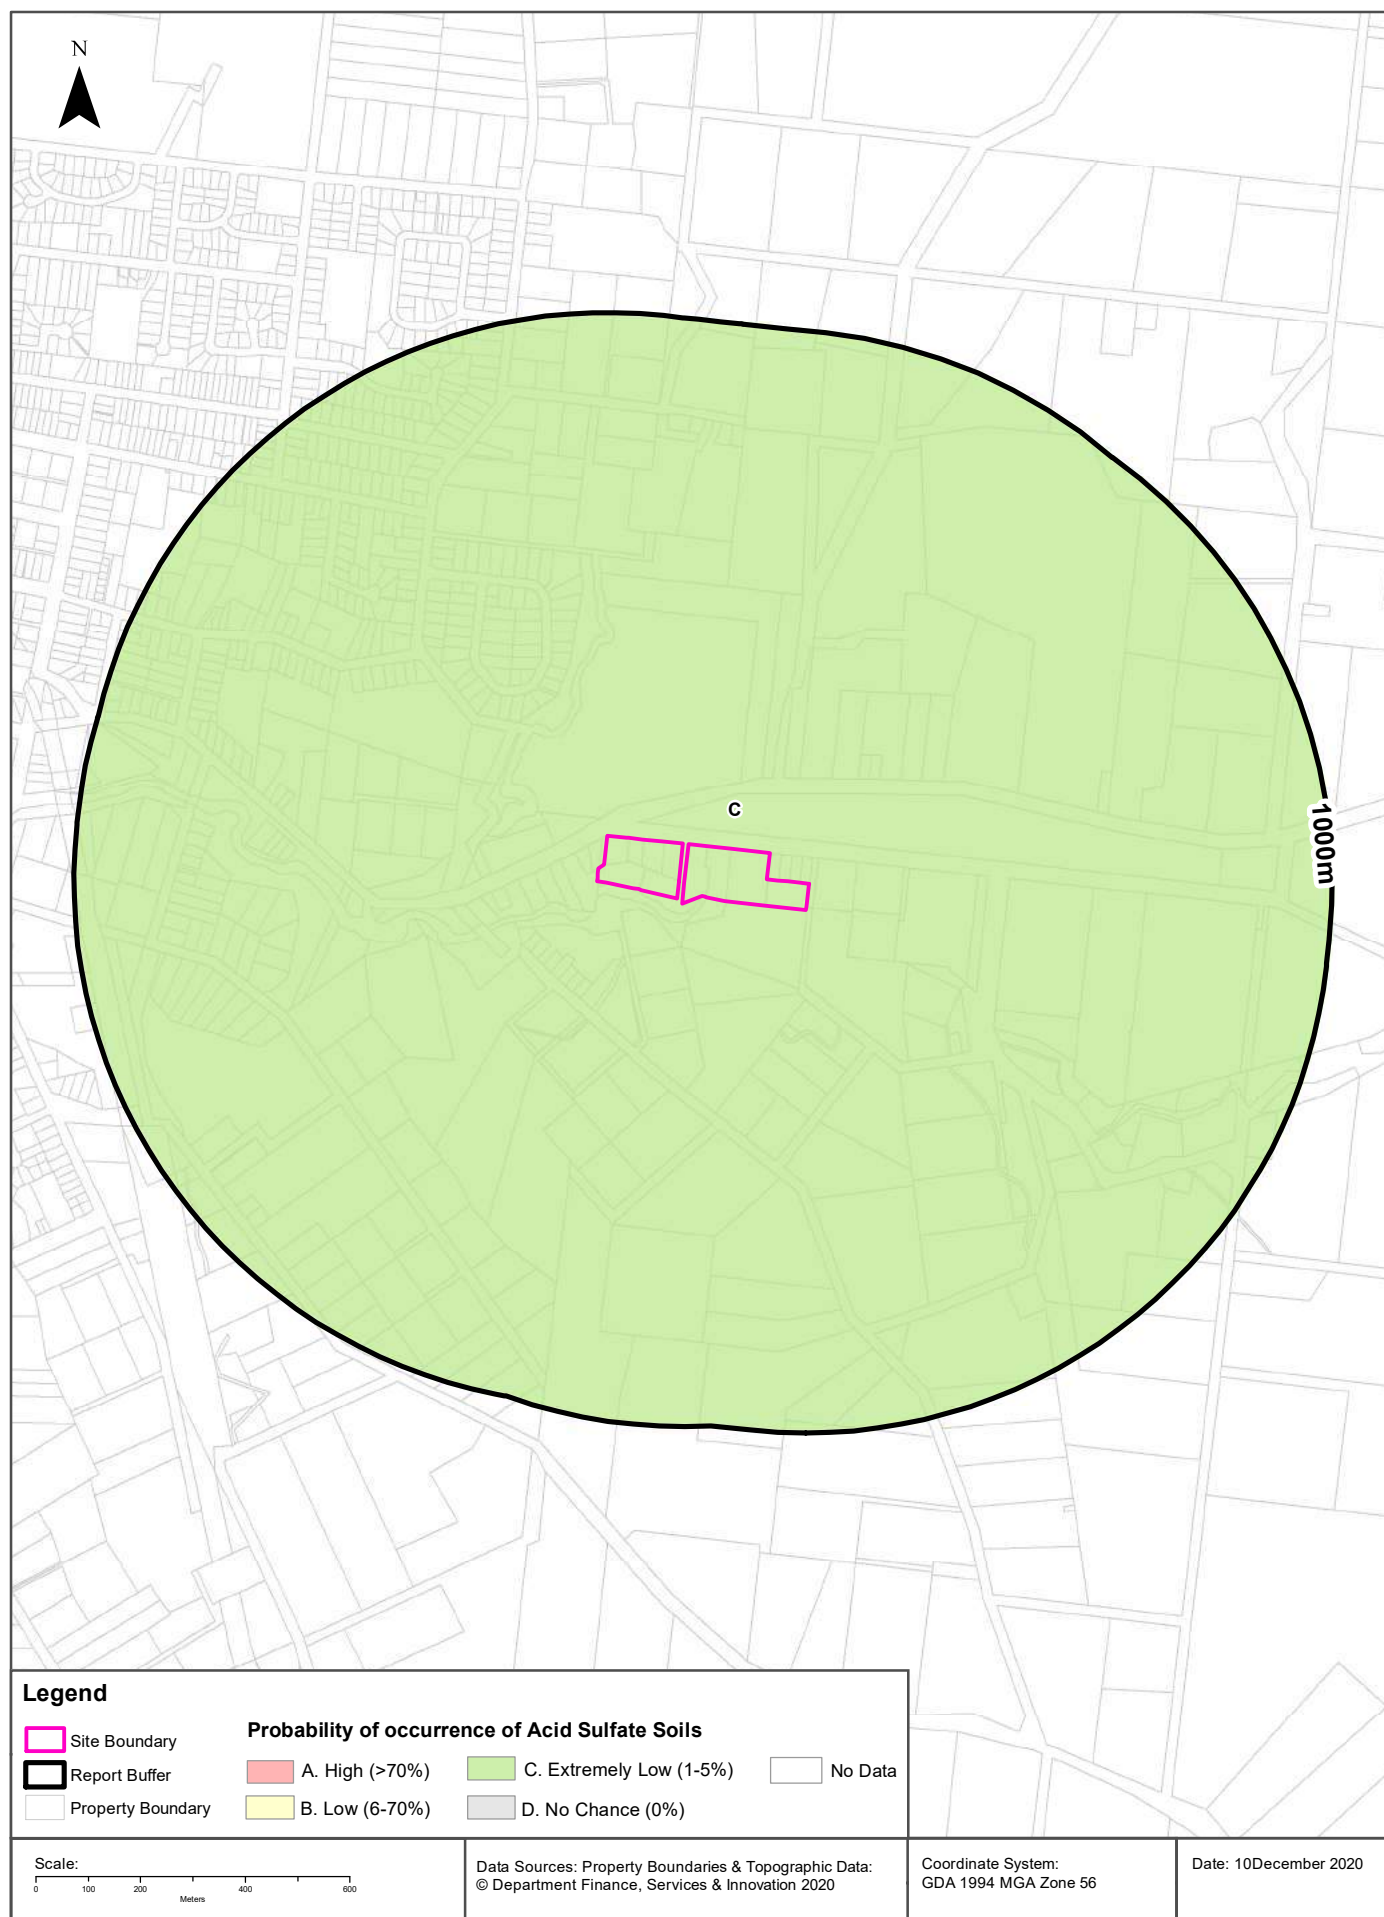 N
C
1000m
Legend
Site Boundary
Report Buffer
Property Boundary
Probability of occurrence of Acid Sulfate Soils
A. High (>70%)
C. Extremely Low (1-5%)
No Data
B. Low (6-70%)
D. No Chance (0%)
Scale:
0 100 200 400 600
Meters
Data Sources: Property Boundaries & Topographic Data:
© Department Finance, Services & Innovation 2020
Coordinate System:
GDA 1994 MGA Zone 56
Date: 10December 2020